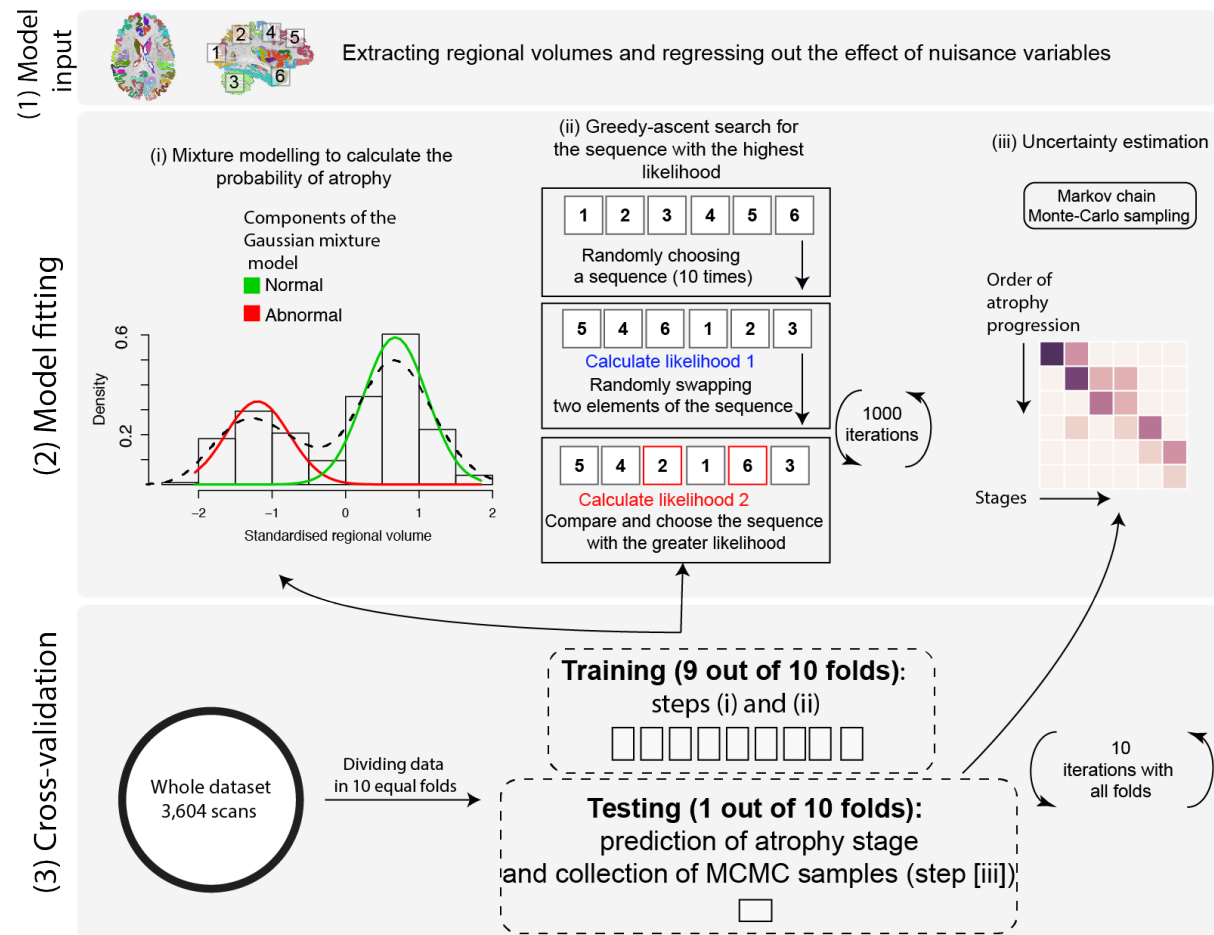 (1) Model
input
1
2
4
5
3
6
Extracting regional volumes and regressing out the effect of nuisance variables
(2) Model fitting
(i) Mixture modelling to calculate the
probability of atrophy
Components of the
Gaussian mixture
model
Normal
Abnormal
Density
0.6
0.2
−2 −1 0 1 2
Standardised regional volume
(ii) Greedy-ascent search for
the sequence with the highest
likelihood
1 2 3 4 5 6
Randomly choosing
a sequence (10 times)
5 4 6 1 2 3
Calculate likelihood 1
Randomly swapping
two elements of the sequence
5 4 2 1 6 3
Calculate likelihood 2
Compare and choose the sequence
with the greater likelihood
1000
iterations
(iii) Uncertainty estimation
Markov chain
Monte-Carlo sampling
Order of
atrophy
progression
Stages
(3) Cross-validation
Whole dataset
3,604 scans
Dividing data
in 10 equal folds
Training (9 out of 10 folds):
steps (i) and (ii)
Testing (1 out of 10 folds):
prediction of atrophy stage
and collection of MCMC samples (step [iii])
10
iterations with
all folds